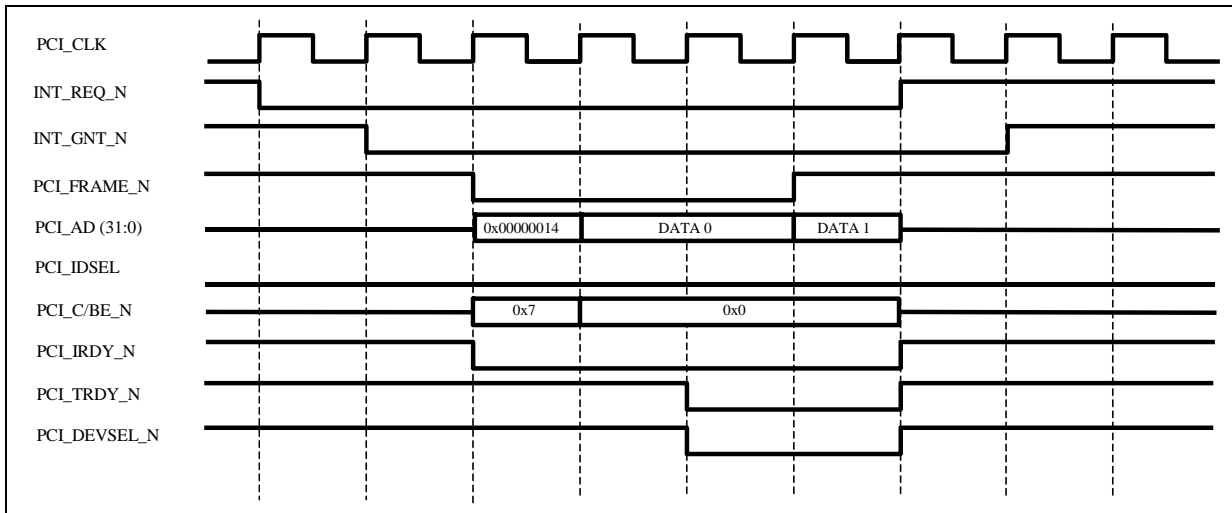 PCI_CLK
INT_REQ_N
INT_GNT_N
PCI_FRAME_N
PCI_AD (31:0) 0x00000014 DATA 0 DATA 1
PCI_IDSEL
PCI_C/BE_N 0x7 0x0
PCI_IRDY_N
PCI_TRDY_N
PCI_DEVSEL_N